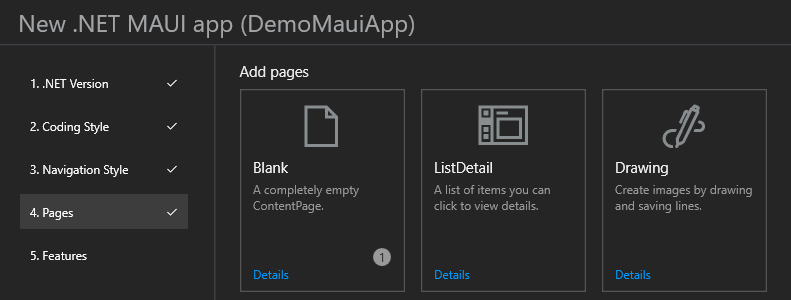 New .NET MAUI app (DemoMauiApp)
1. .NET Version
2. Coding Style
3. Navigation Style
4. Pages
5. Features
Add pages
Blank
A completely empty
ContentPage.
1
Details
ListDetail
A list of items you can
click to view details.
Details
Drawing
Create images by drawing
and saving lines.
Details